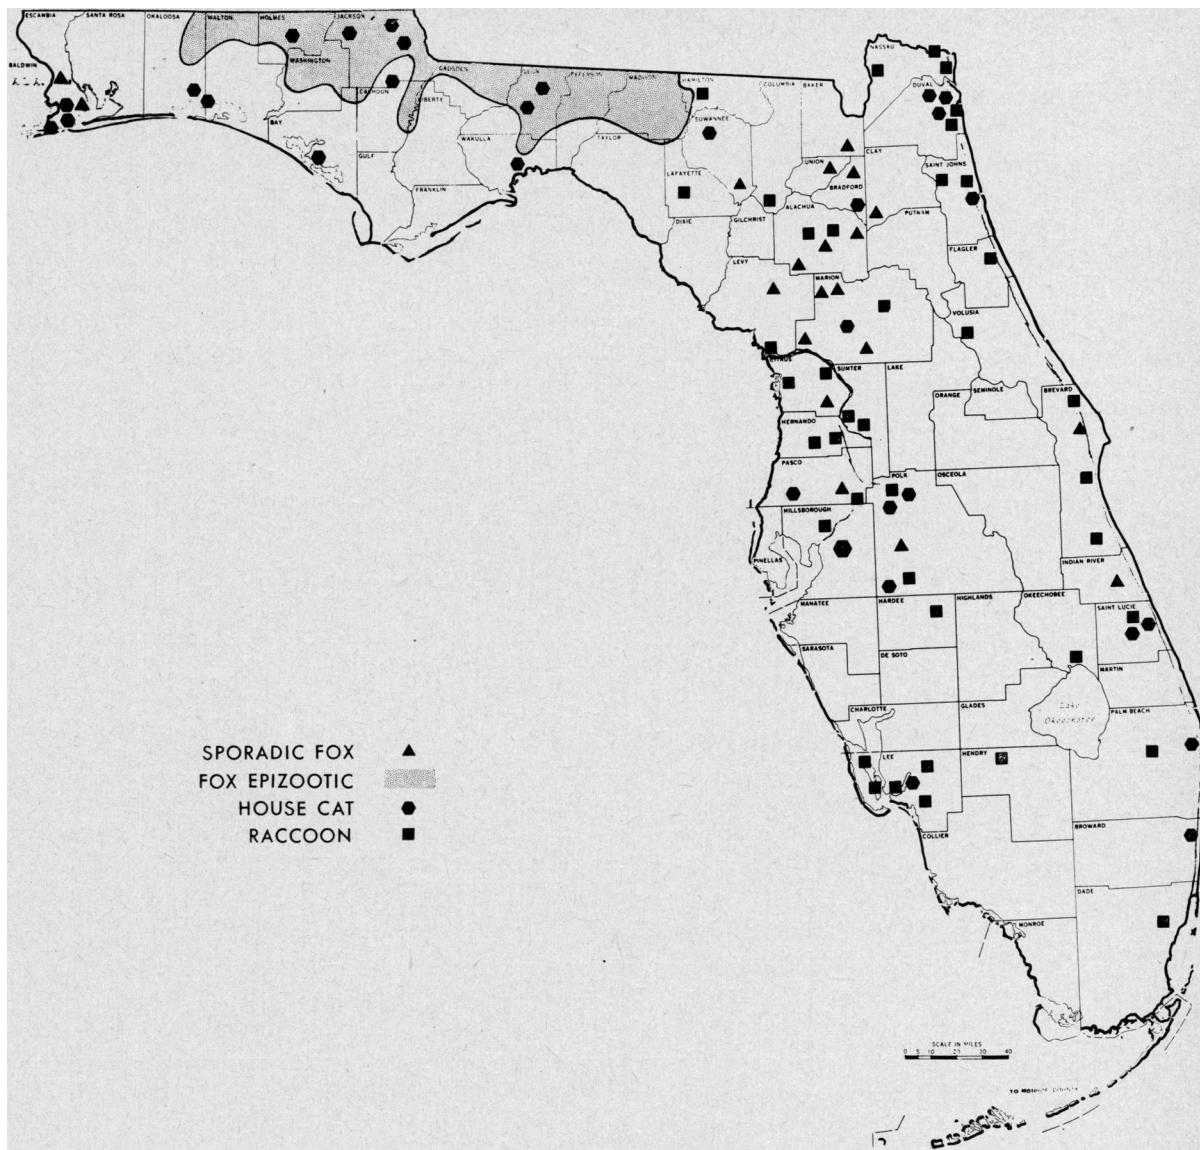 ESCAMBIA
SANTA ROSA
OKALOOSA
WALTON
HOLMES
JACKSON
BALDWIN
WASHINGTON
BAY
CALHOUN
GULF
GADSDEN
LIBERTY
FRANKLIN
LEON
WAKULLA
JEFFERSON
MADISON
TAYLOR
HAMILTON
SUWANNEE
COLUMBIA
BAKER
NASSAU
DUVAL
LAFAYETTE
DIXIE
GILCHRIST
UNION
BRADFORD
ALACHUA
CLAY
SAINT JOHNS
PUTNAM
FLAGLER
LEVY
MARION
VOLUSIA
CITRUS
SUMTER
LAKE
ORANGE
SEMINOLE
BREVARD
HERNANDO
PASCO
POLK
OSCEOLA
HILLSBOROUGH
PINELLAS
INDIAN RIVER
MANATEE
HARDEE
HIGHLANDS
OKEECHOBEE
SAINT LUCIE
SARASOTA
DE SOTO
MARTIN
CHARLOTTE
GLADES
Lake
Okeechobee
PALM BEACH
LEE
HENDRY
COLLIER
BROWARD
DADE
MONROE
SPORADIC FOX
FOX EPIZOOTIC
HOUSE CAT
RACCOON
SCALE IN MILES
0 5 10 20 30 40
TO MONROE COUNTY